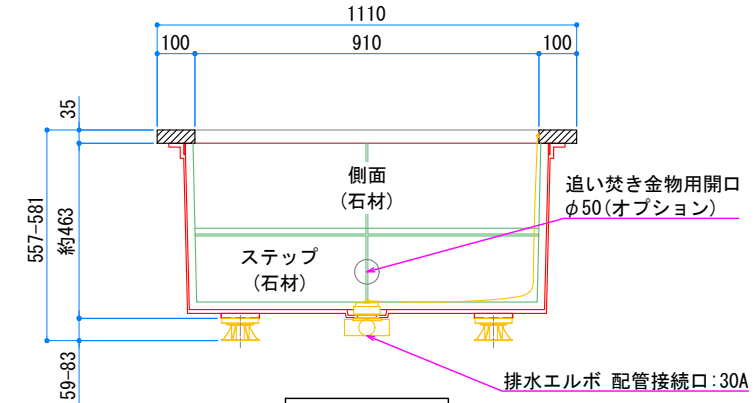 1110
100
910
100
35
側面
(石材)
追い焚き金物用開口
φ50(オプション)
557-581
約463
ステップ
(石材)
59-83
排水エルボ 配管接続口:30A